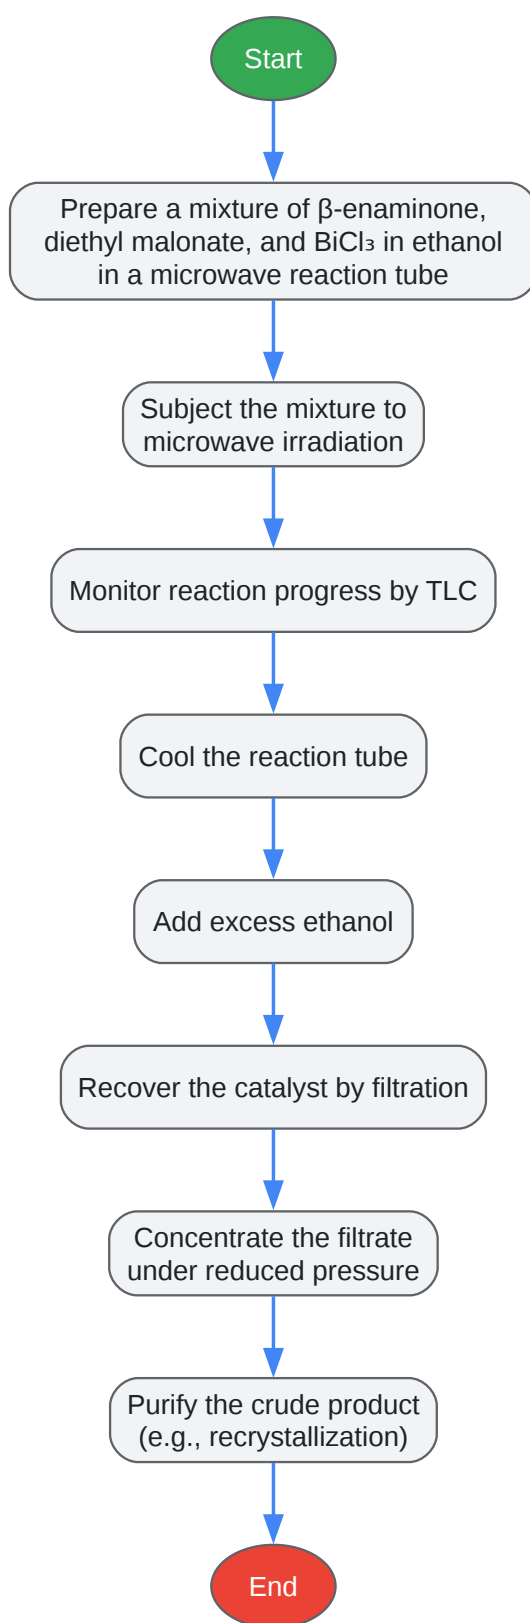 Start
Prepare a mixture of β-enaminone,
diethyl malonate, and BiCl₃ in ethanol
in a microwave reaction tube
Subject the mixture to
microwave irradiation
Monitor reaction progress by TLC
Cool the reaction tube
Add excess ethanol
Recover the catalyst by filtration
Concentrate the filtrate
under reduced pressure
Purify the crude product
(e.g., recrystallization)
End